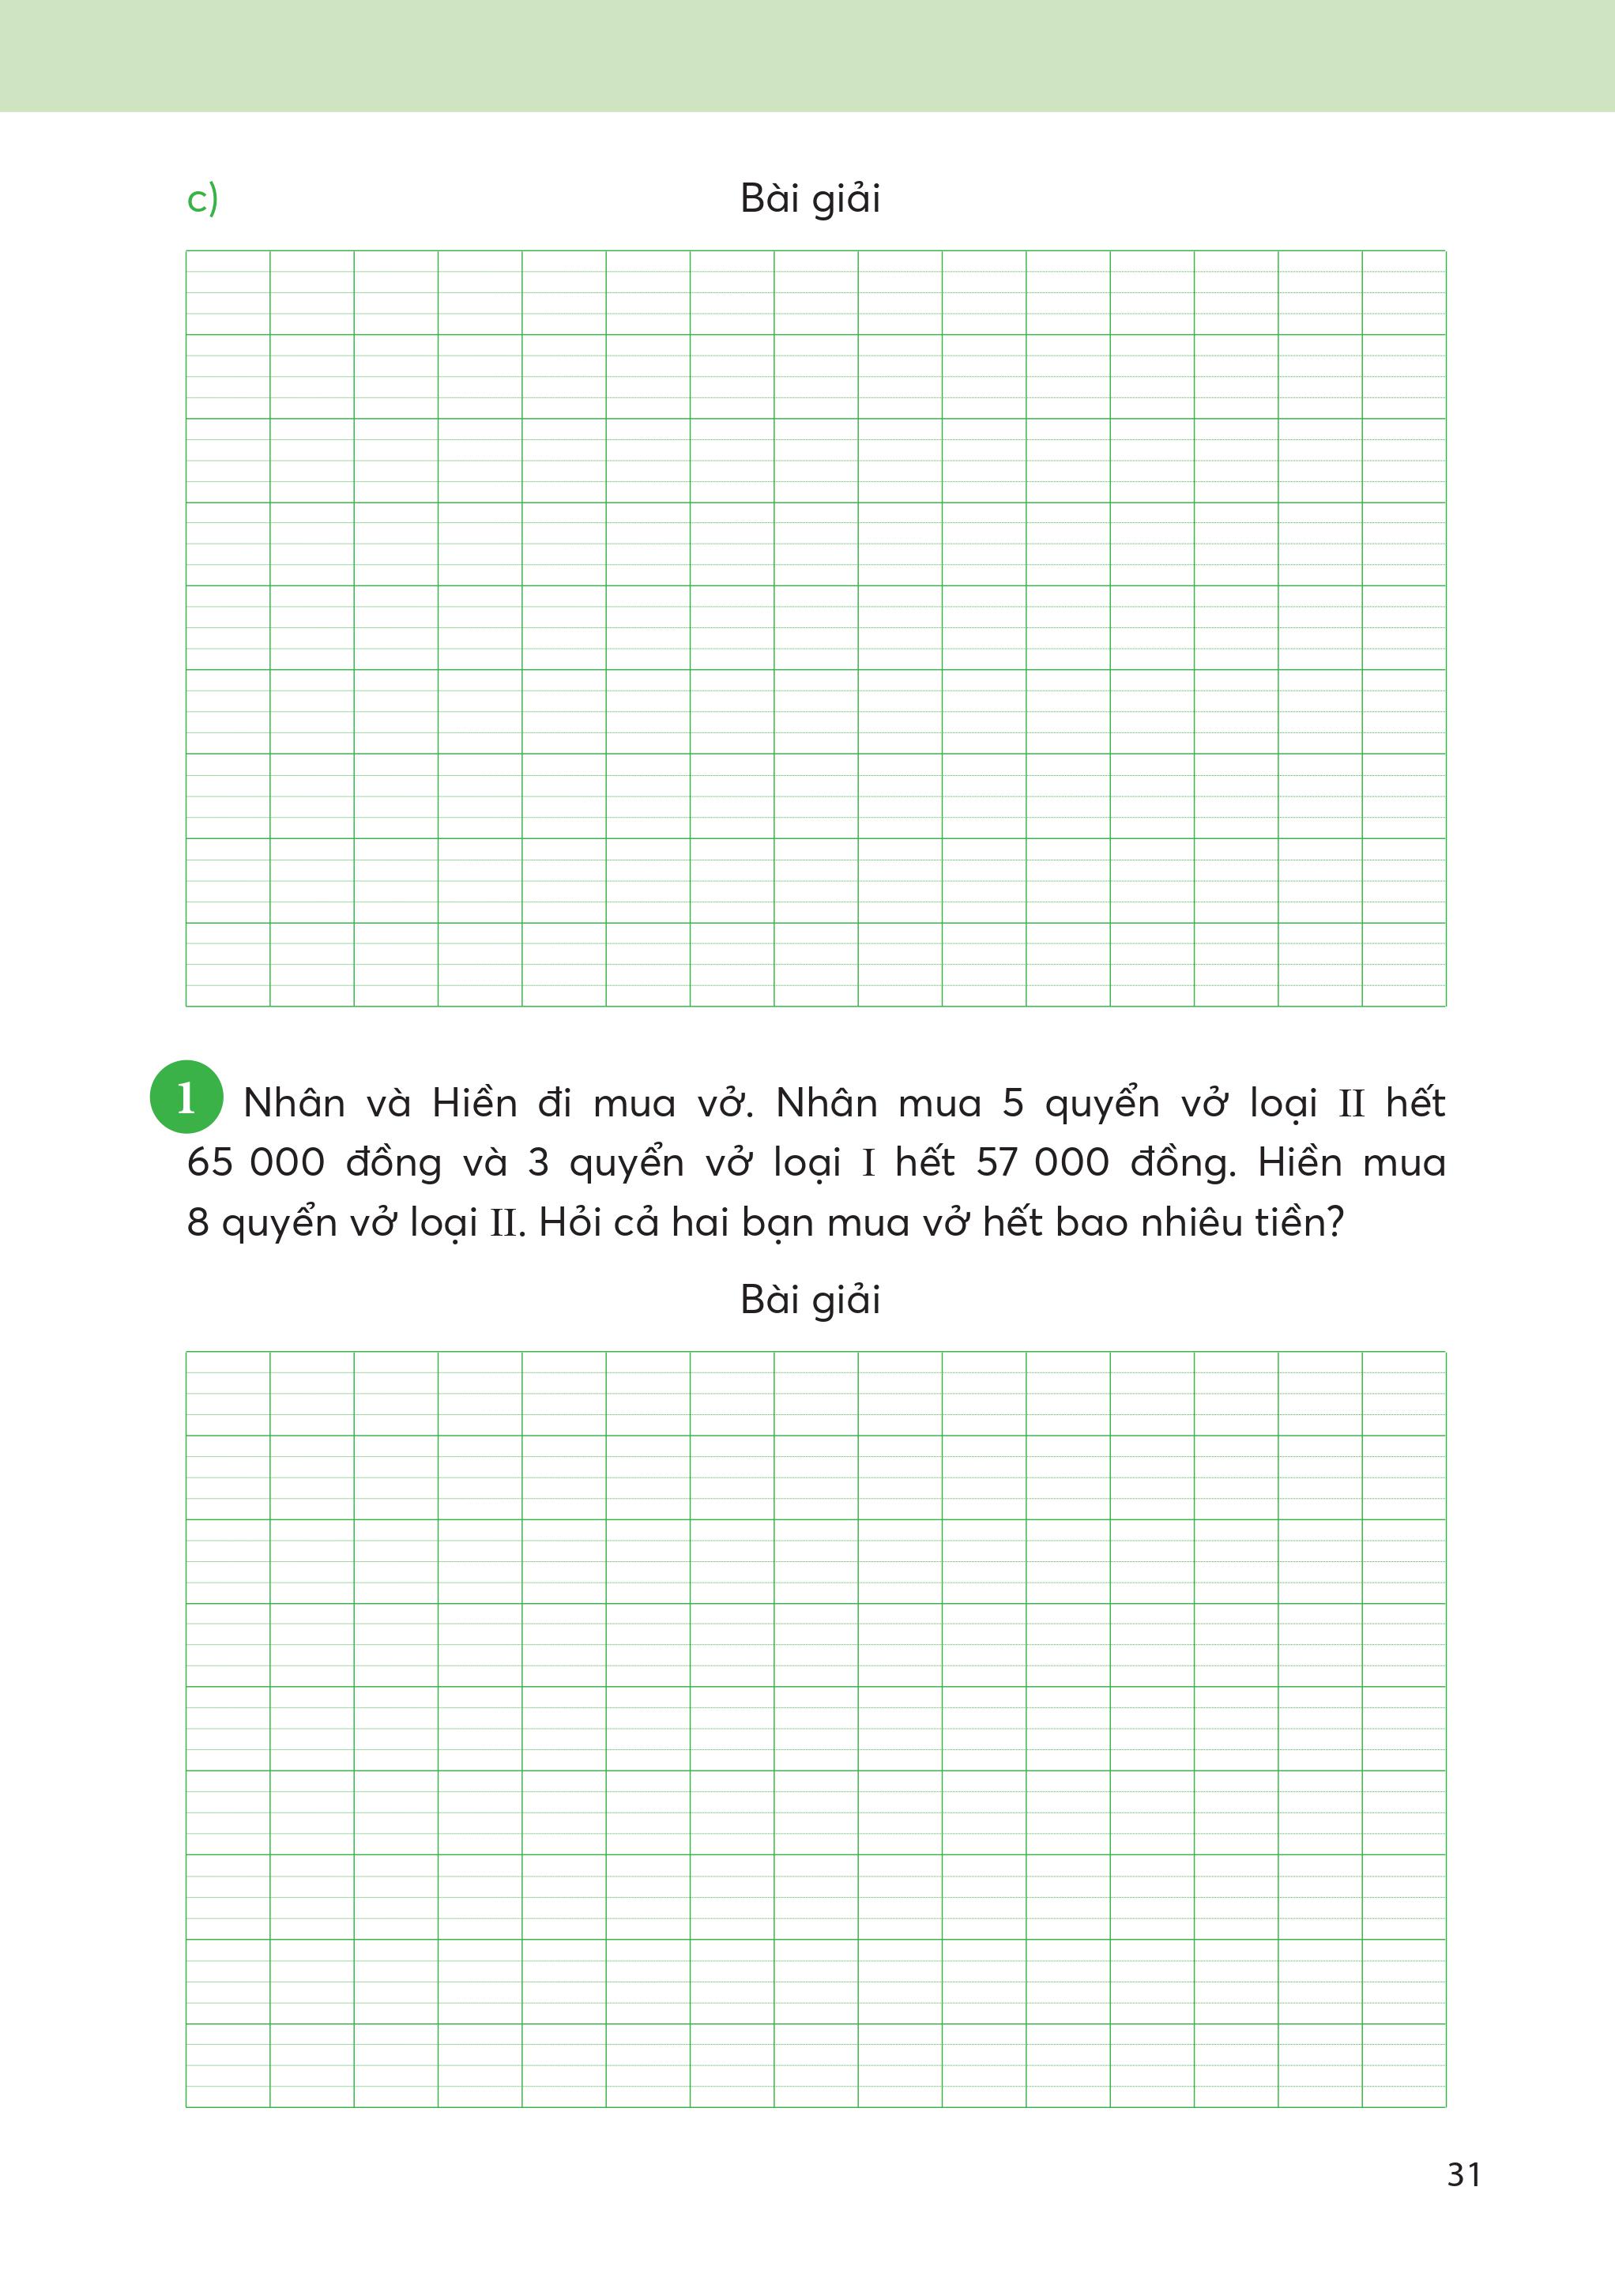 c)
Bài giải
1 Nhân và Hiền đi mua vở. Nhân mua 5 quyển vở loại II hết
65 000 đồng và 3 quyển vở loại I hết 57 000 đồng. Hiền mua
8 quyển vở loại II. Hỏi cả hai bạn mua vở hết bao nhiêu tiền?
Bài giải
31